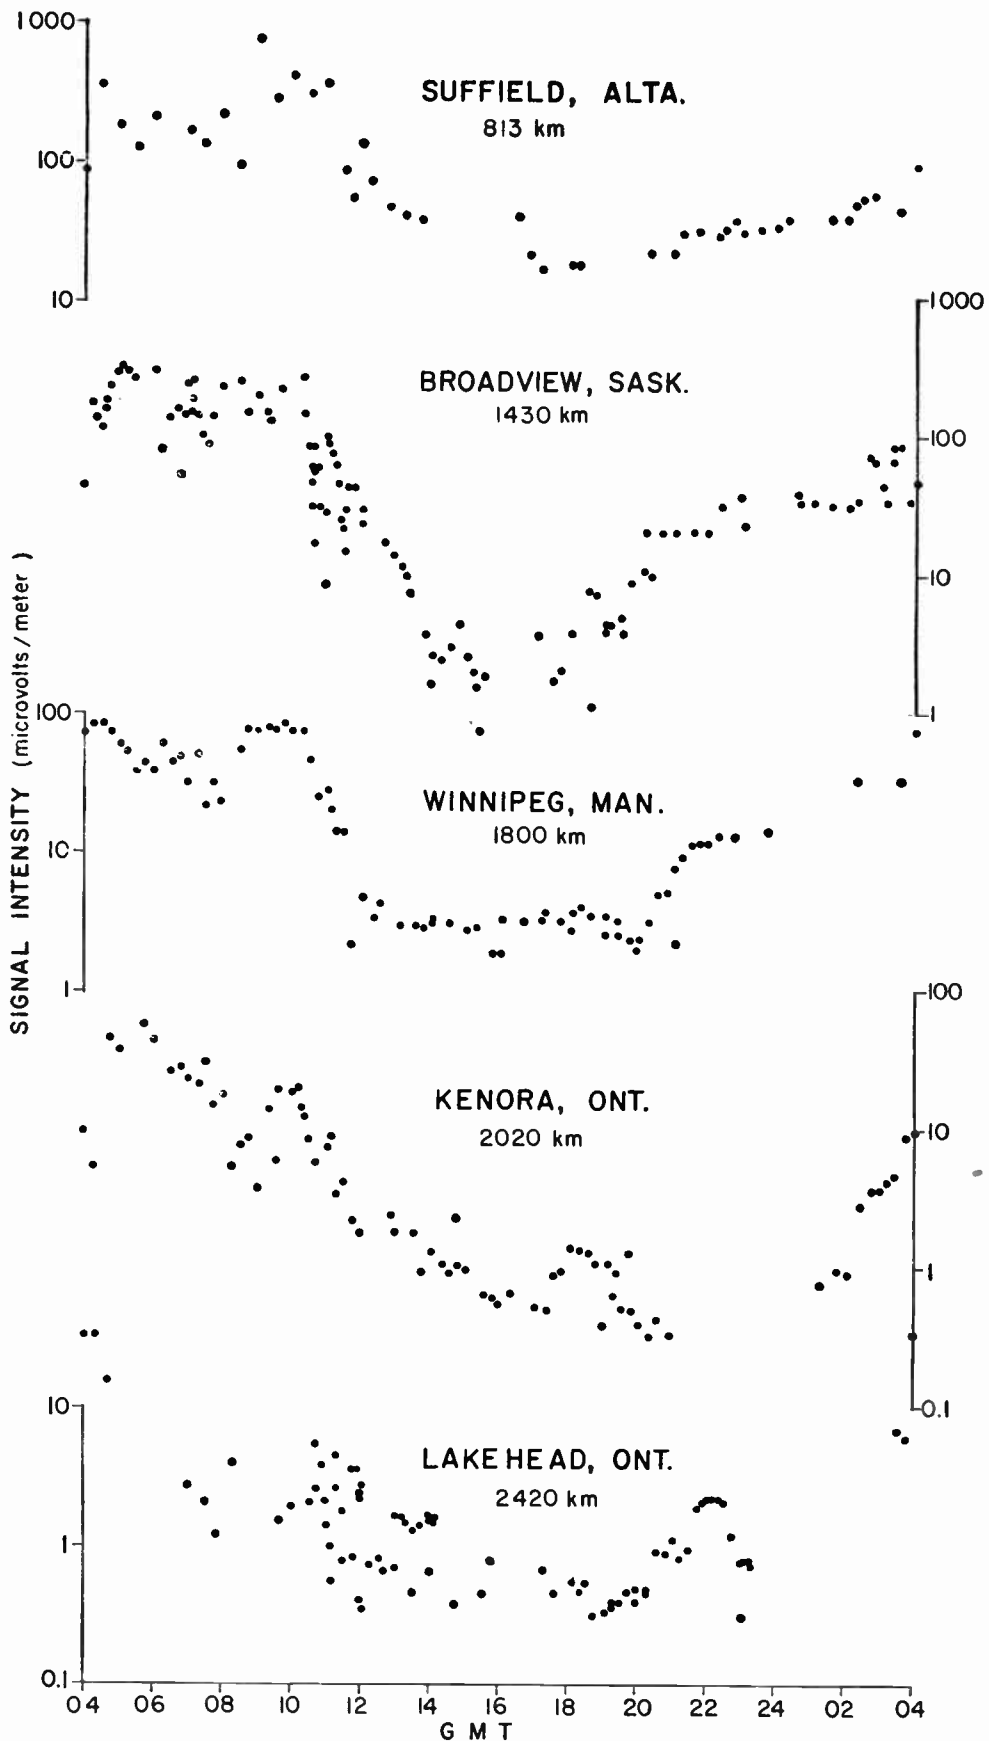 1000
SUFFIELD, ALTA.
813 km
100
10
1000
BROADVIEW, SASK.
1430 km
100
10
1
100
WINNIPEG, MAN.
1800 km
10
1
100
KENORA, ONT.
2020 km
10
1
0.1
10
LAKEHEAD, ONT.
2420 km
1
0.1
04 06 08 10 12 14 16 18 20 22 24 02 04
GMT
SIGNAL INTENSITY (microvolts/meter)